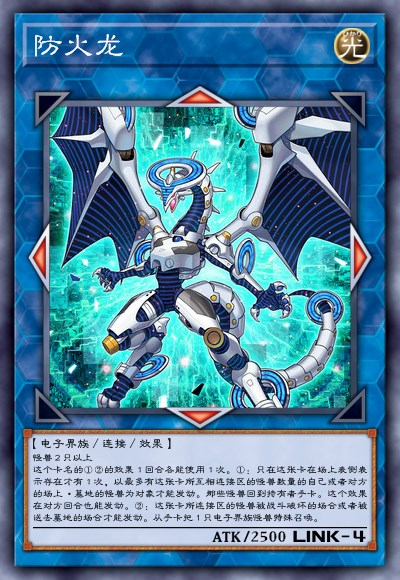 防火龙
ひかり
光
【电子界族/连接/效果】
怪兽2只以上
这个卡名的①②的效果1回合各能使用1次。①：只在这张卡在场上表侧表
示存在才有1次，以最多有这张卡所互相连接区的怪兽数量的自己或者对方
的场上·墓地的怪兽为对象才能发动。那些怪兽回到持有者手卡。这个效果
在对方回合也能发动。②：这张卡所连接区的怪兽被战斗破坏的场合或者被
送去墓地的场合才能发动。从手卡把1只电子界族怪兽特殊召唤。
ATK/2500 LINK-4